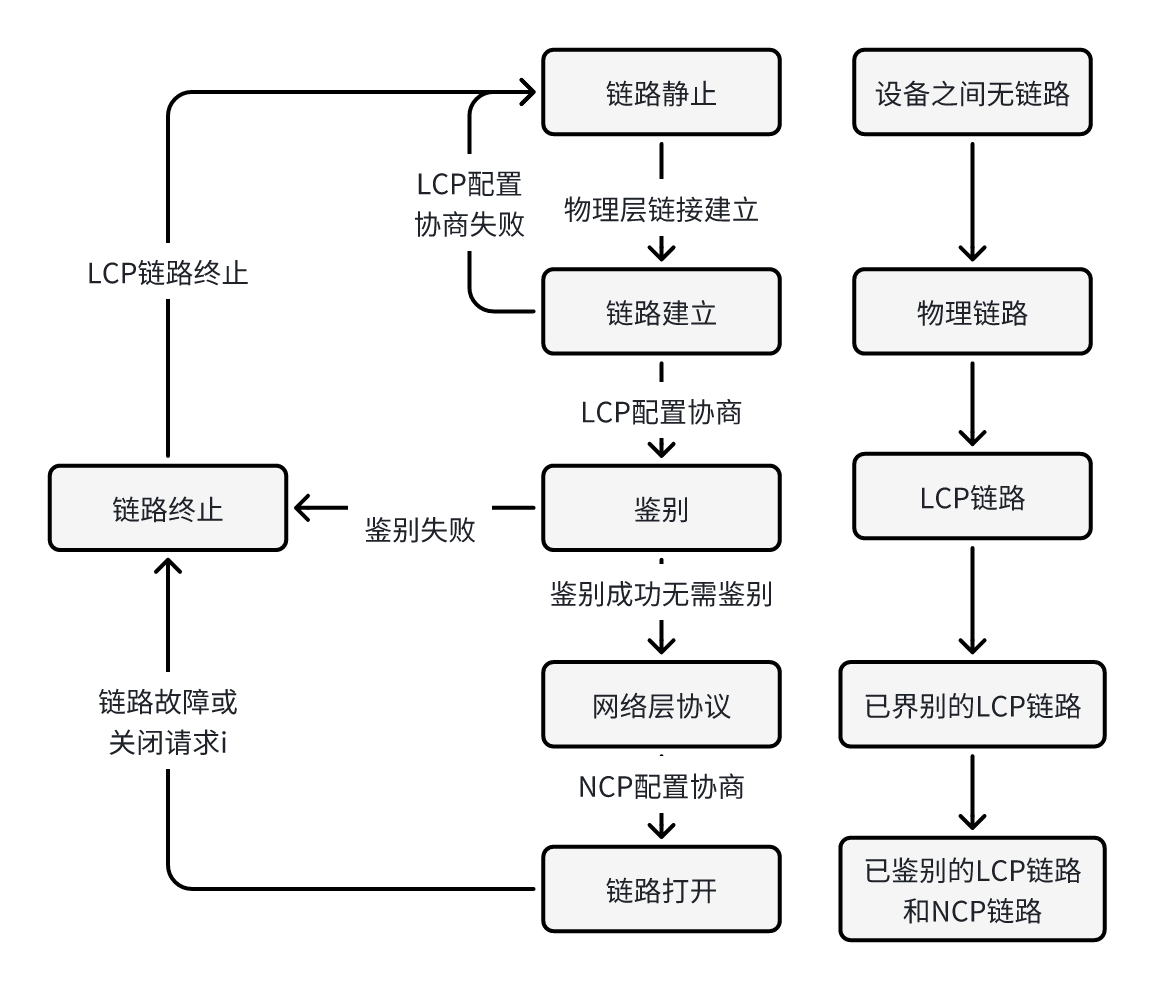 链路静止
设备之间无链路
LCP配置
协商失败
物理层链接建立
LCP链路终止
链路建立
物理链路
LCP配置协商
链路终止
鉴别失败
鉴别
LCP链路
鉴别成功无需鉴别
链路故障或
关闭请求i
网络层协议
已界别的LCP链路
NCP配置协商
链路打开
已鉴别的LCP链路
和NCP链路